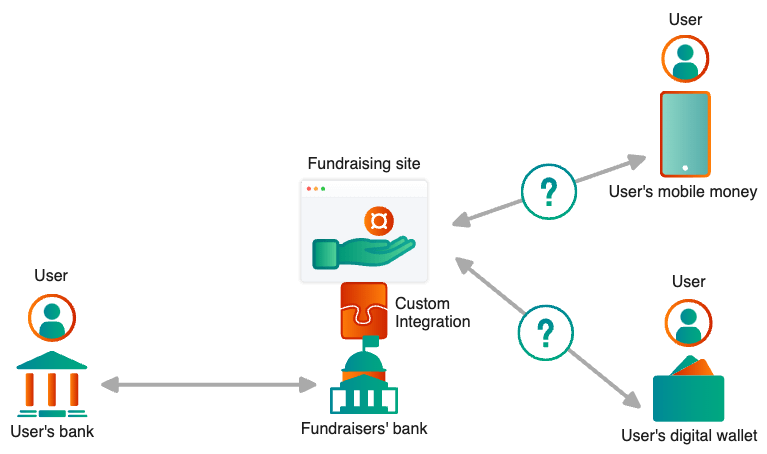 User
User's mobile money
Fundraising site
?
Custom
Integration
User
User's bank
Fundraisers' bank
?
User
User's digital wallet